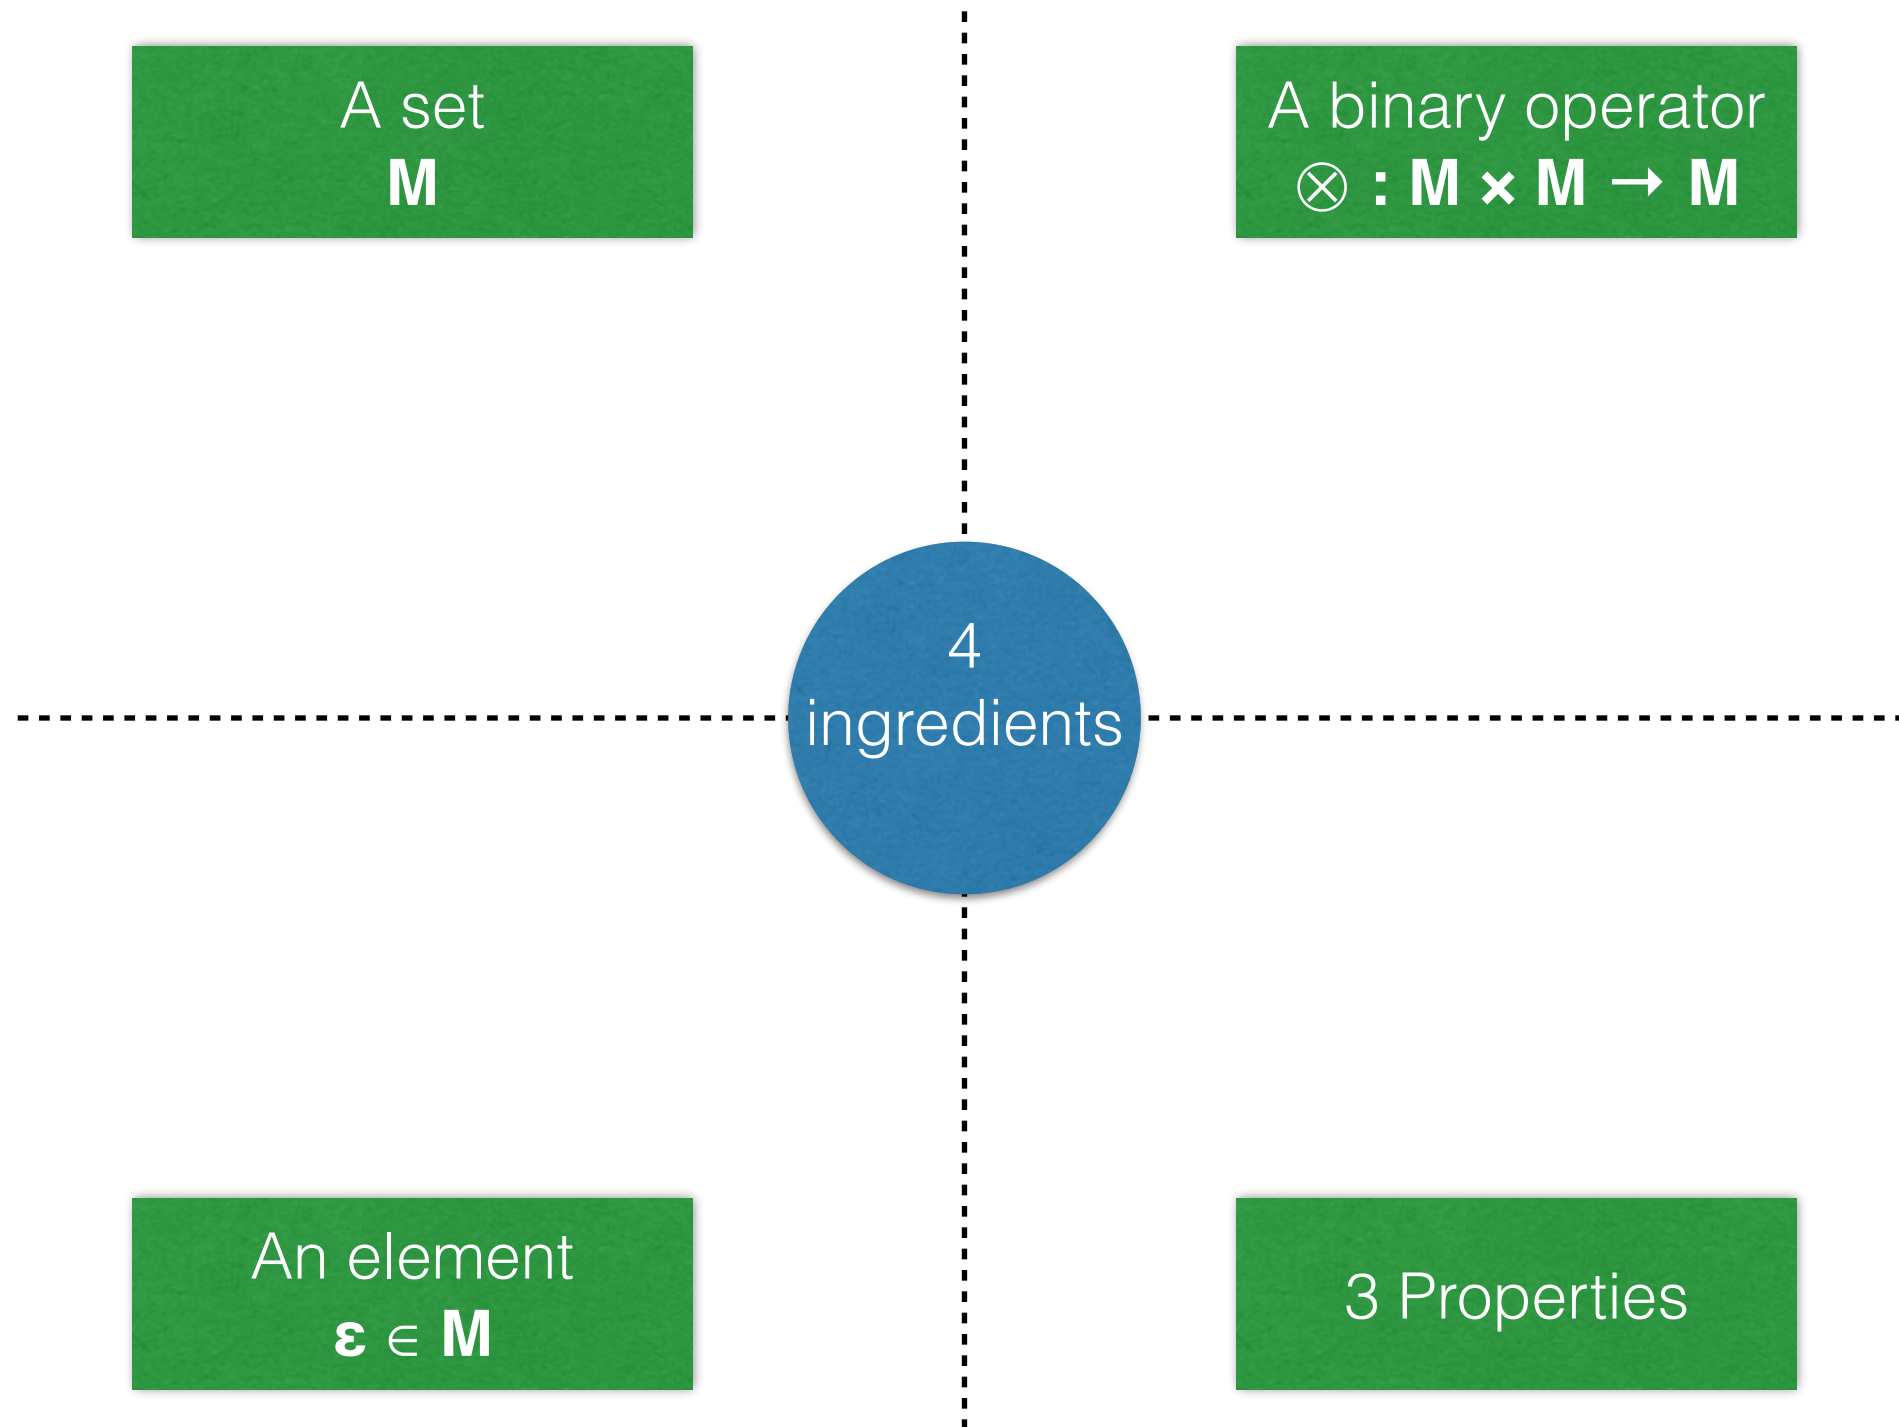 A set
M
A binary operator
⊗ : M × M → M
4
ingredients
An element
ε ∈ M
3 Properties